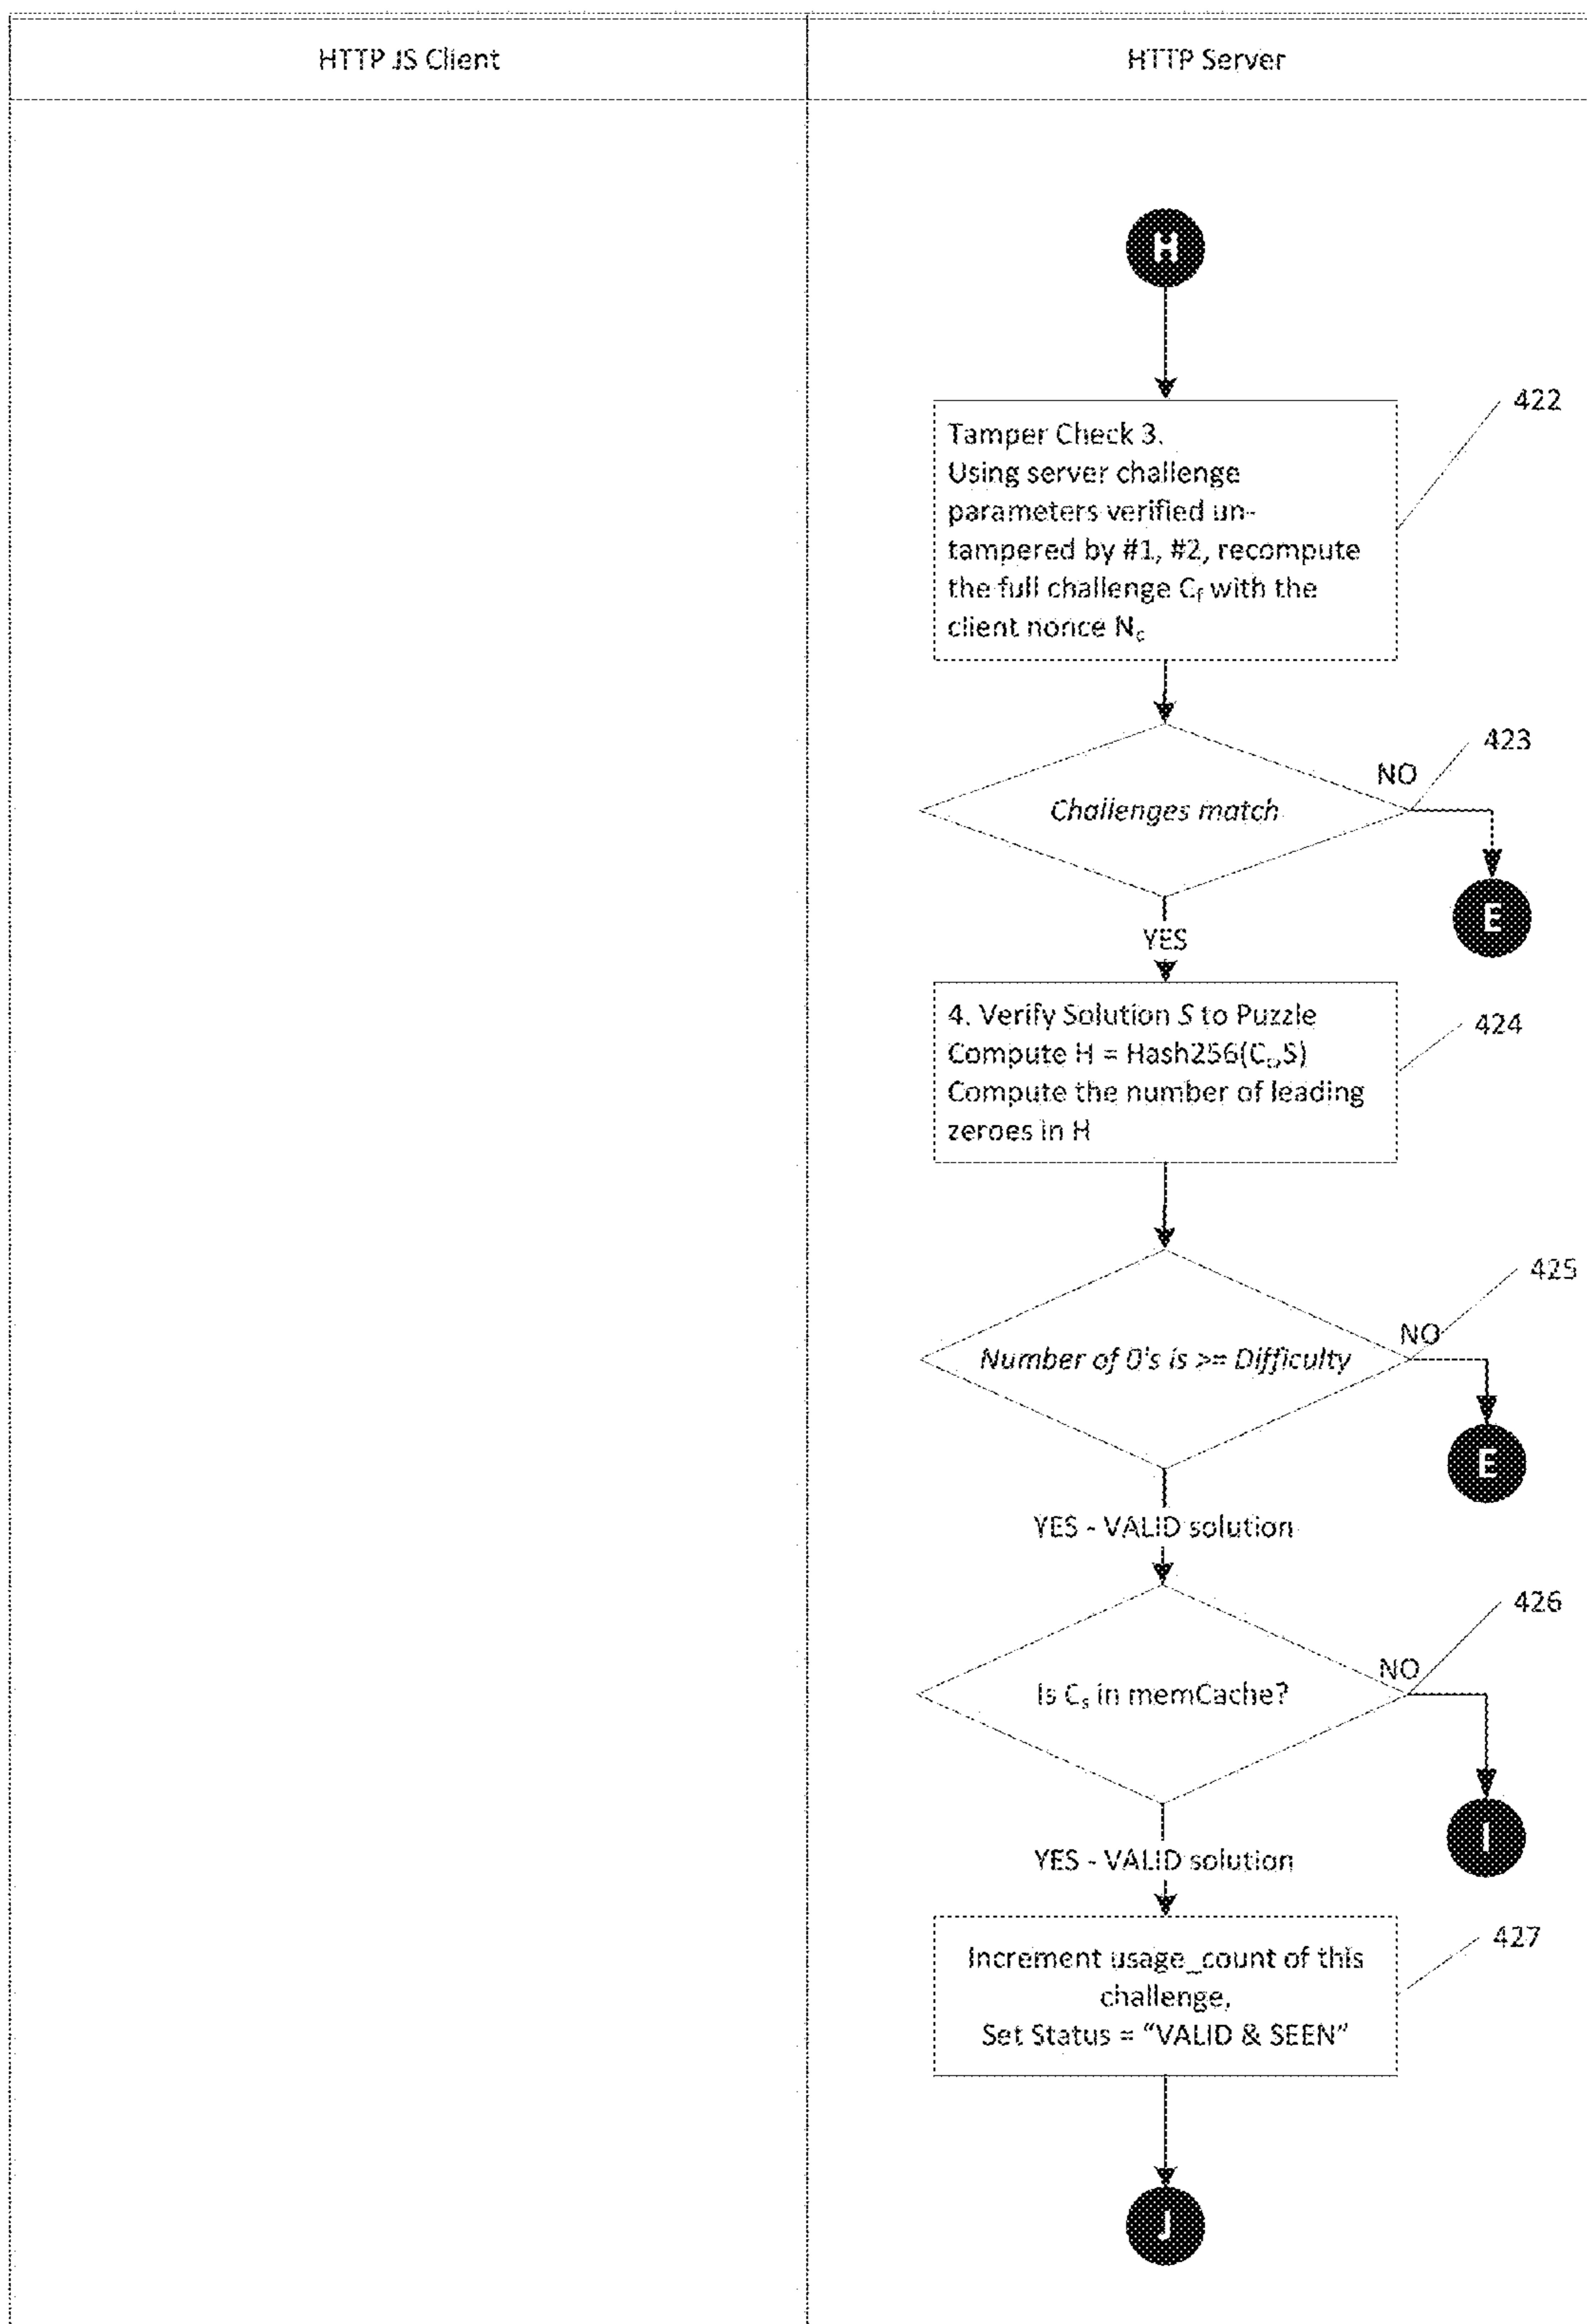 HTTP JS Client
HTTP Server
H
422
Tamper Check 3.
Using server challenge
parameters verified un-
tampered by #1, #2, recompute
the full challenge Cf with the
client nonce Nc
423
NO
Challenges match
E
YES
424
4. Verify Solution S to Puzzle
Compute H = Hash256(C,S)
Compute the number of leading
zeroes in H
425
NO
Number of 0's is >= Difficulty
E
YES - VALID solution
426
NO
Is Cs in memCache?
I
YES - VALID solution
427
Increment usage_count of this
challenge,
Set Status = “VALID & SEEN”
J